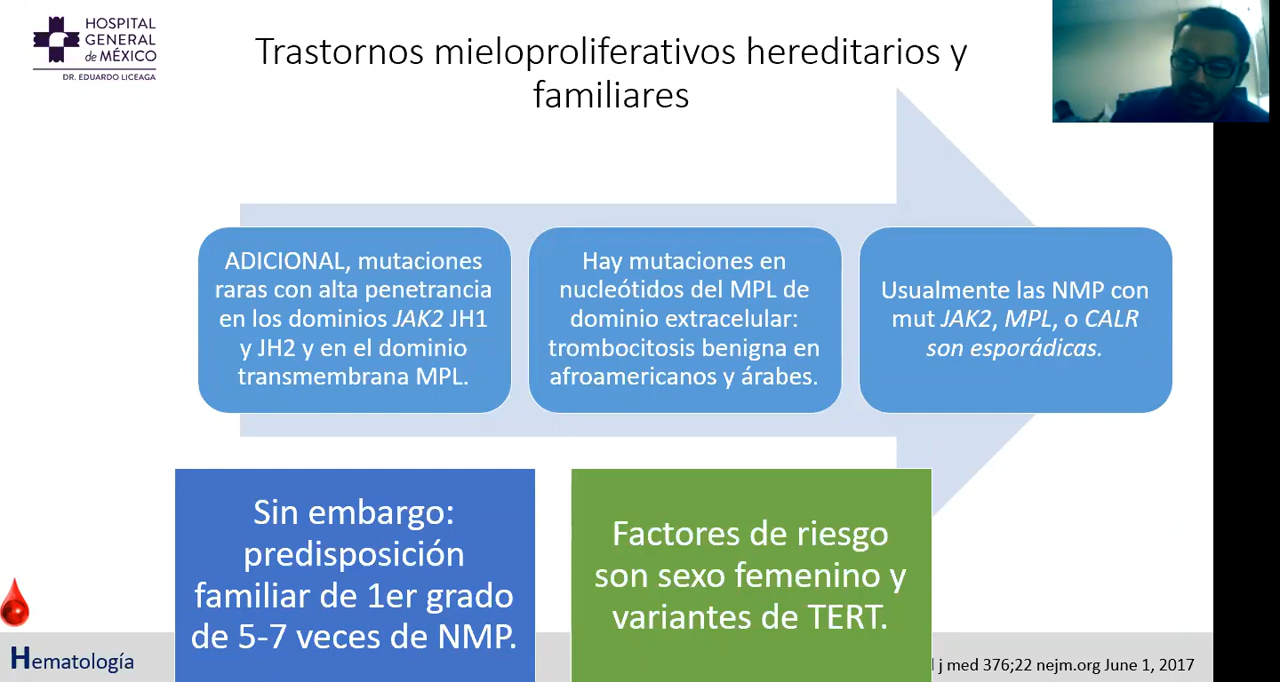 HOSPITAL
GENERAL
de MÉXICO
DR. EDUARDO LICEAGA
Trastornos mieloproliferativos hereditarios y
familiares
ADICIONAL, mutaciones
raras con alta penetrancia
en los dominios JAK2 JH1
y JH2 y en el dominio
transmembrana MPL.
Hay mutaciones en
nucleótidos del MPL de
dominio extracelular:
trombocitosis benigna en
afroamericanos y árabes.
Usualmente las NMP con
mut JAK2, MPL, o CALR
son esporádicas.
Sin embargo:
predisposición
familiar de 1er grado
de 5-7 veces de NMP.
Factores de riesgo
son sexo femenino y
variantes de TERT.
Hematología
j med 376;22 nejm.org June 1, 2017